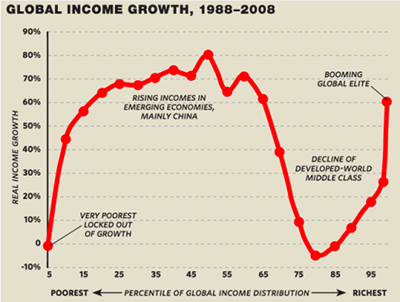 GLOBAL INCOME GROWTH, 1988–2008
90%
80%
70%
60%
50%
40%
30%
20%
10%
0
-10%
REAL INCOME GROWTH
BOOMING
GLOBAL ELITE
RISING INCOMES IN
EMERGING ECONOMIES,
MAINLY CHINA
DECLINE OF
DEVELOPED-WORLD
MIDDLE CLASS
VERY POOREST
LOCKED OUT
OF GROWTH
5 15 25 35 45 55 65 75 85 95
POOREST PERCENTILE OF GLOBAL INCOME DISTRIBUTION RICHEST